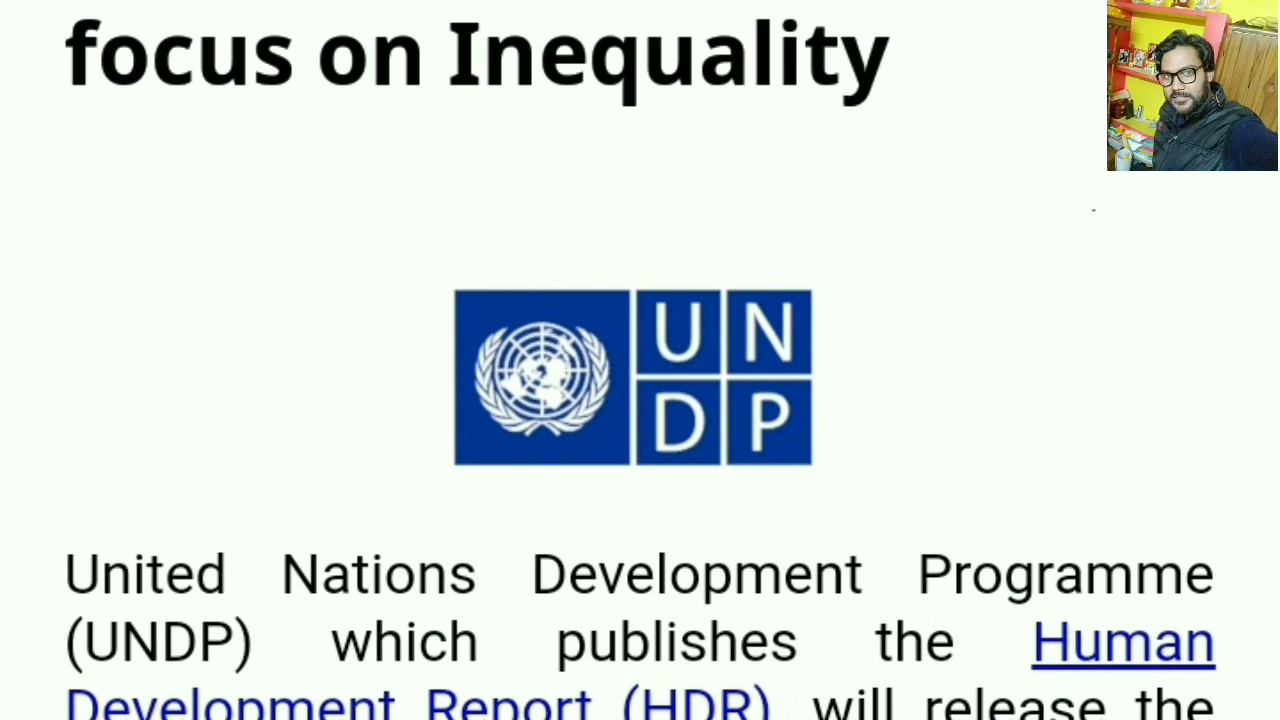 focus on Inequality
U N
D P
United Nations Development Programme
(UNDP) which publishes the Human
Development Report (HDR), will release the